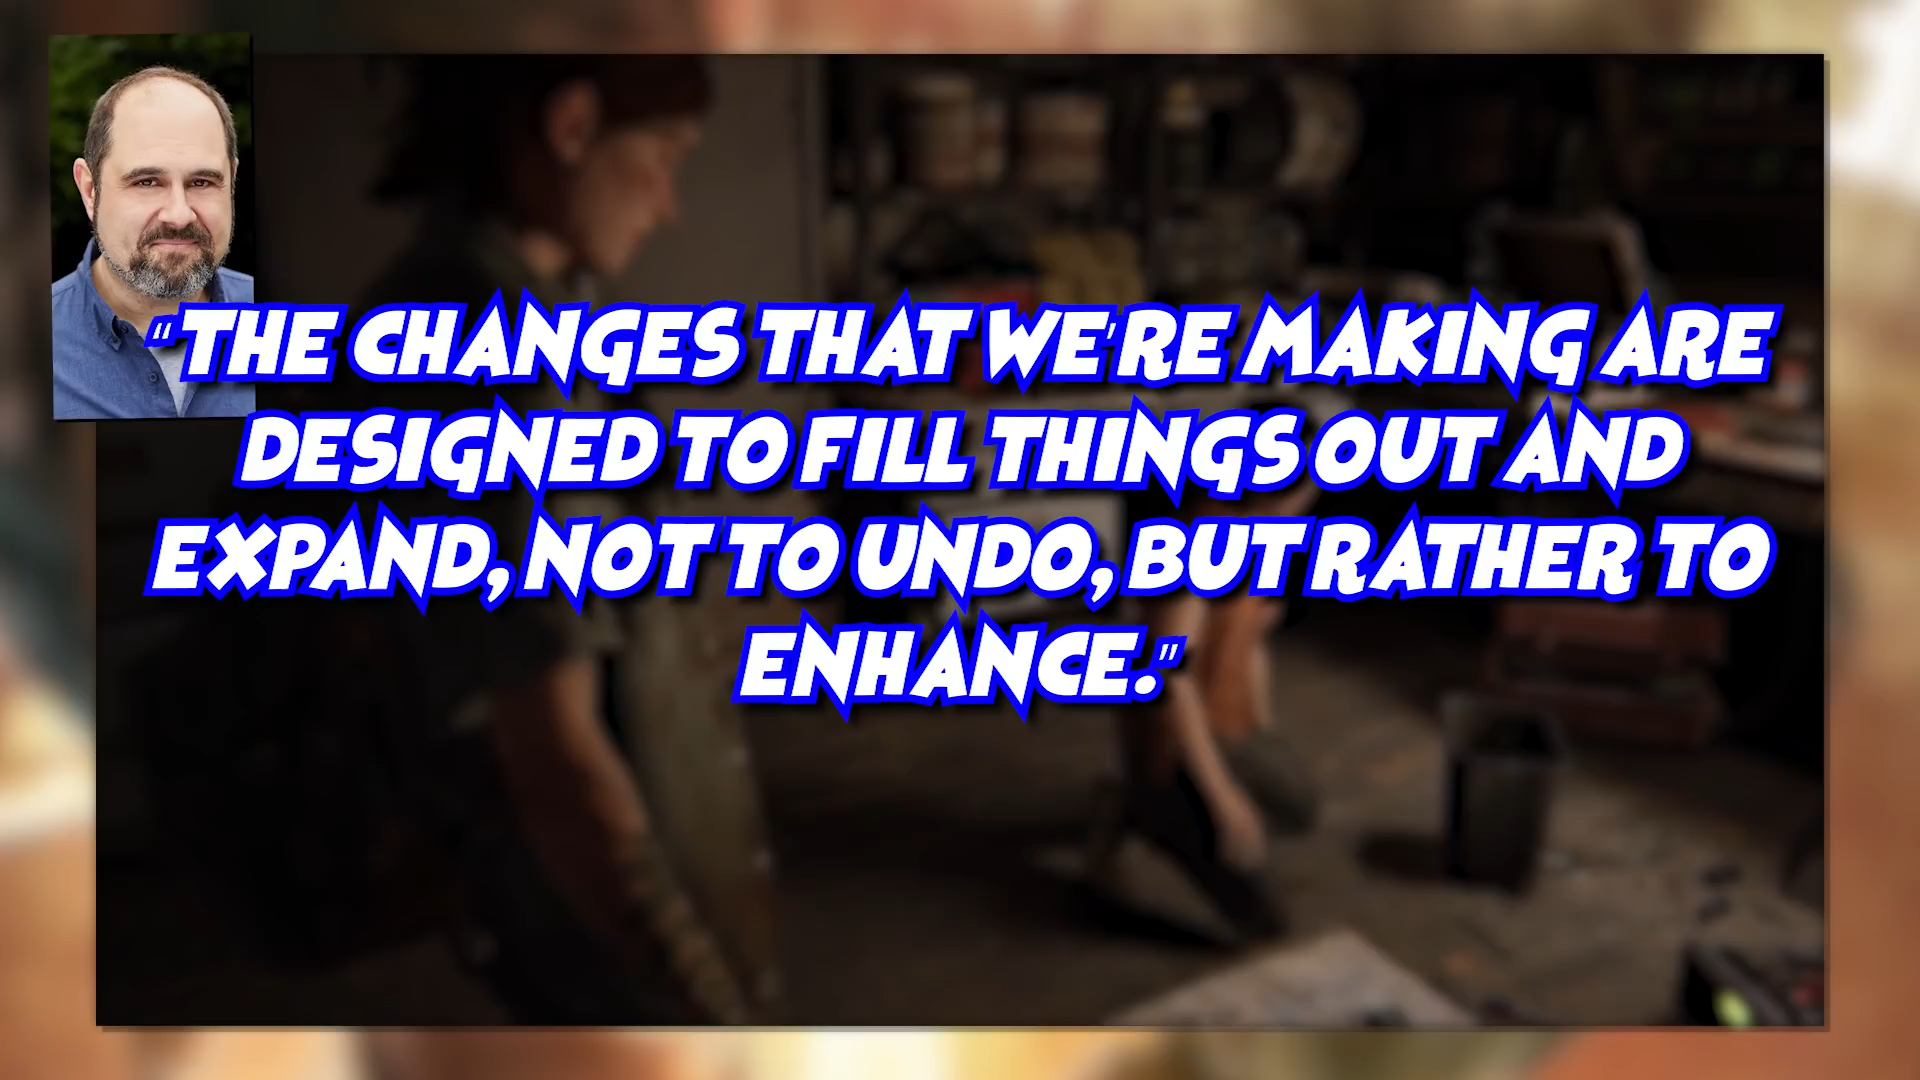 "THE CHANGES THAT WE'RE MAKING ARE
DESIGNED TO FILL THINGS OUT AND
EXPAND, NOT TO UNDO, BUT RATHER TO
ENHANCE."